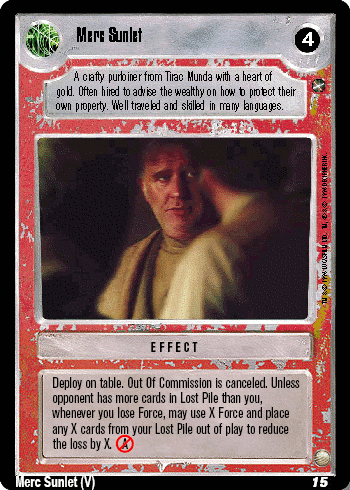 Merc Sunlet
4
A crafty purloiner from Tirac Munda with a heart of
gold. Often hired to advise the wealthy on how to protect their
own property. Well traveled and skilled in many languages.
EFFECT
Deploy on table. Out Of Commission is canceled. Unless
opponent has more cards in Lost Pile than you,
whenever you lose Force, may use X Force and place
any X cards from your Lost Pile out of play to reduce
the loss by X. A
Merc Sunlet (V)
15